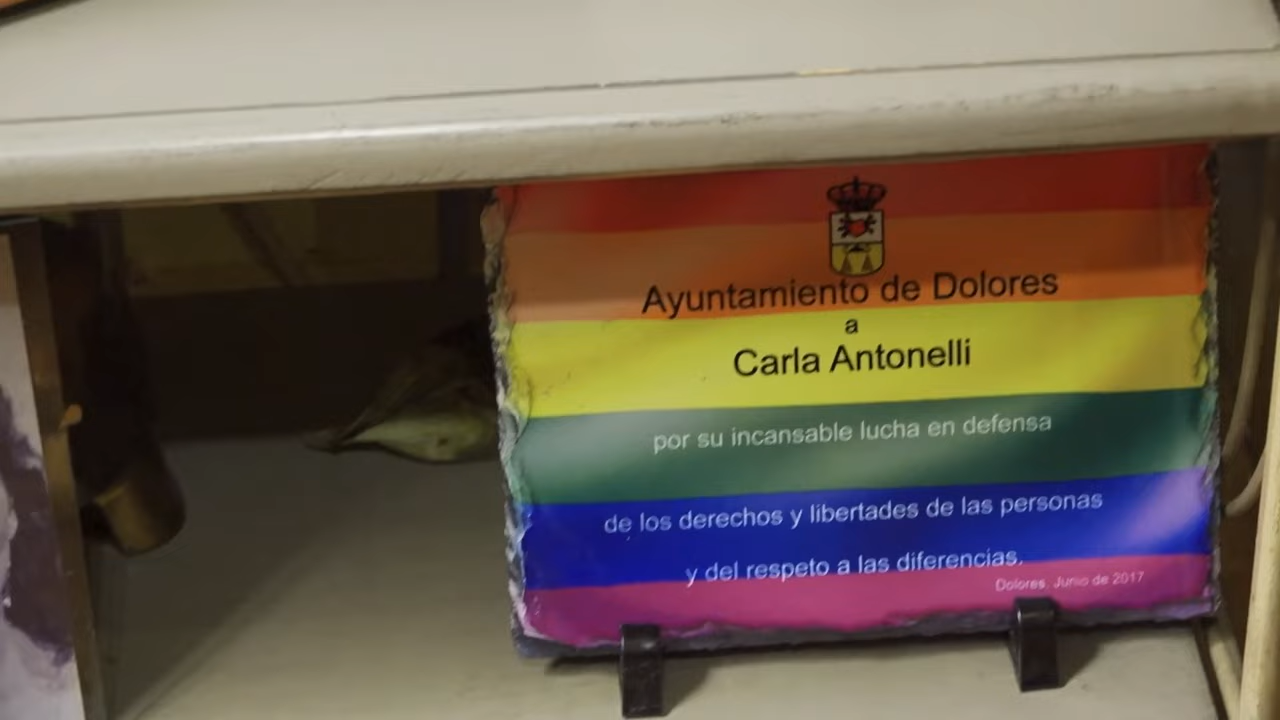 Ayuntamiento de Dolores
a
Carla Antonelli
por su incansable lucha en defensa
de los derechos y libertades de las personas
y del respeto a las diferencias.
Dolores, Junio de 2017